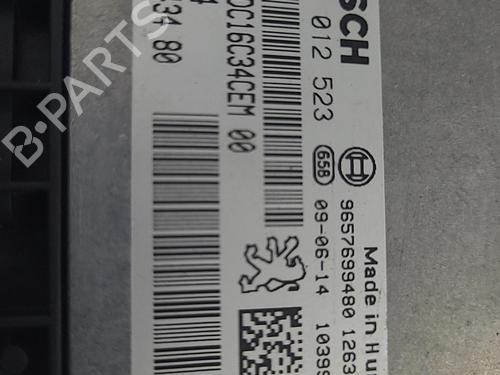 B-PARTS
SCH
012 523
DC16C34CEM 00
34 80
658
Made in Hu
9657699480 1263
09-06-14 1039